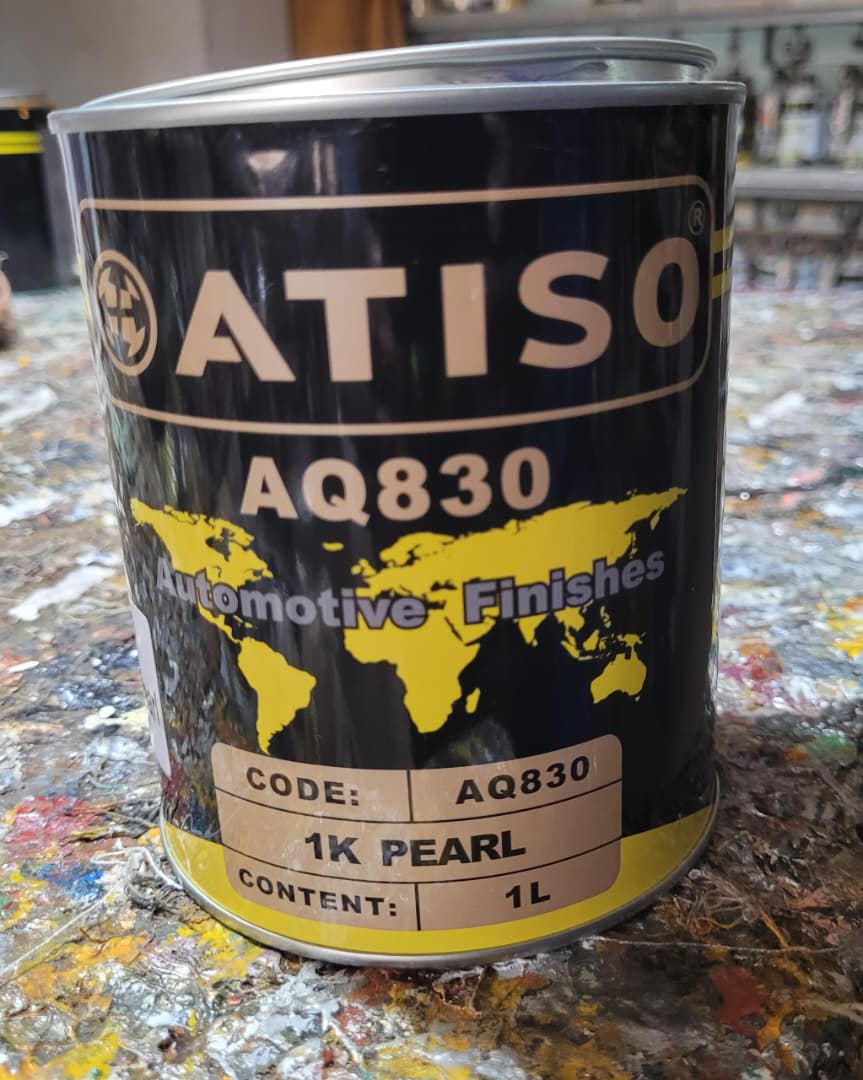 ATISO®
AQ830
Automotive Finishes
CODE: AQ830
1K PEARL
CONTENT: 1L